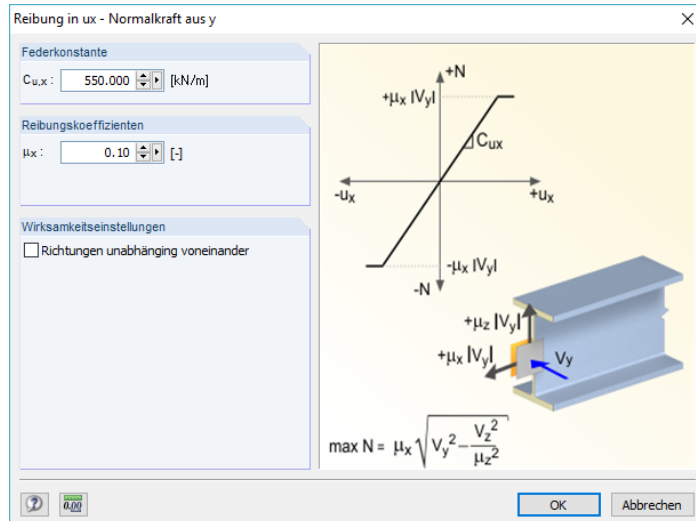 Reibung in ux - Normalkraft aus y
Federkonstante
Cu,x : 550.000 [kN/m]
Reibungskoeffizienten
μx : 0.10 [-]
Wirksamkeitseinstellungen
Richtungen unabhänging voneinander
+N
+μx |Vy|
Cux
-ux
+ux
-μx |Vy|
-N
+μz |Vy|
+μx |Vy|
Vy
max N = μx √(Vy² − Vz²/μz²)
0.00
OK
Abbrechen